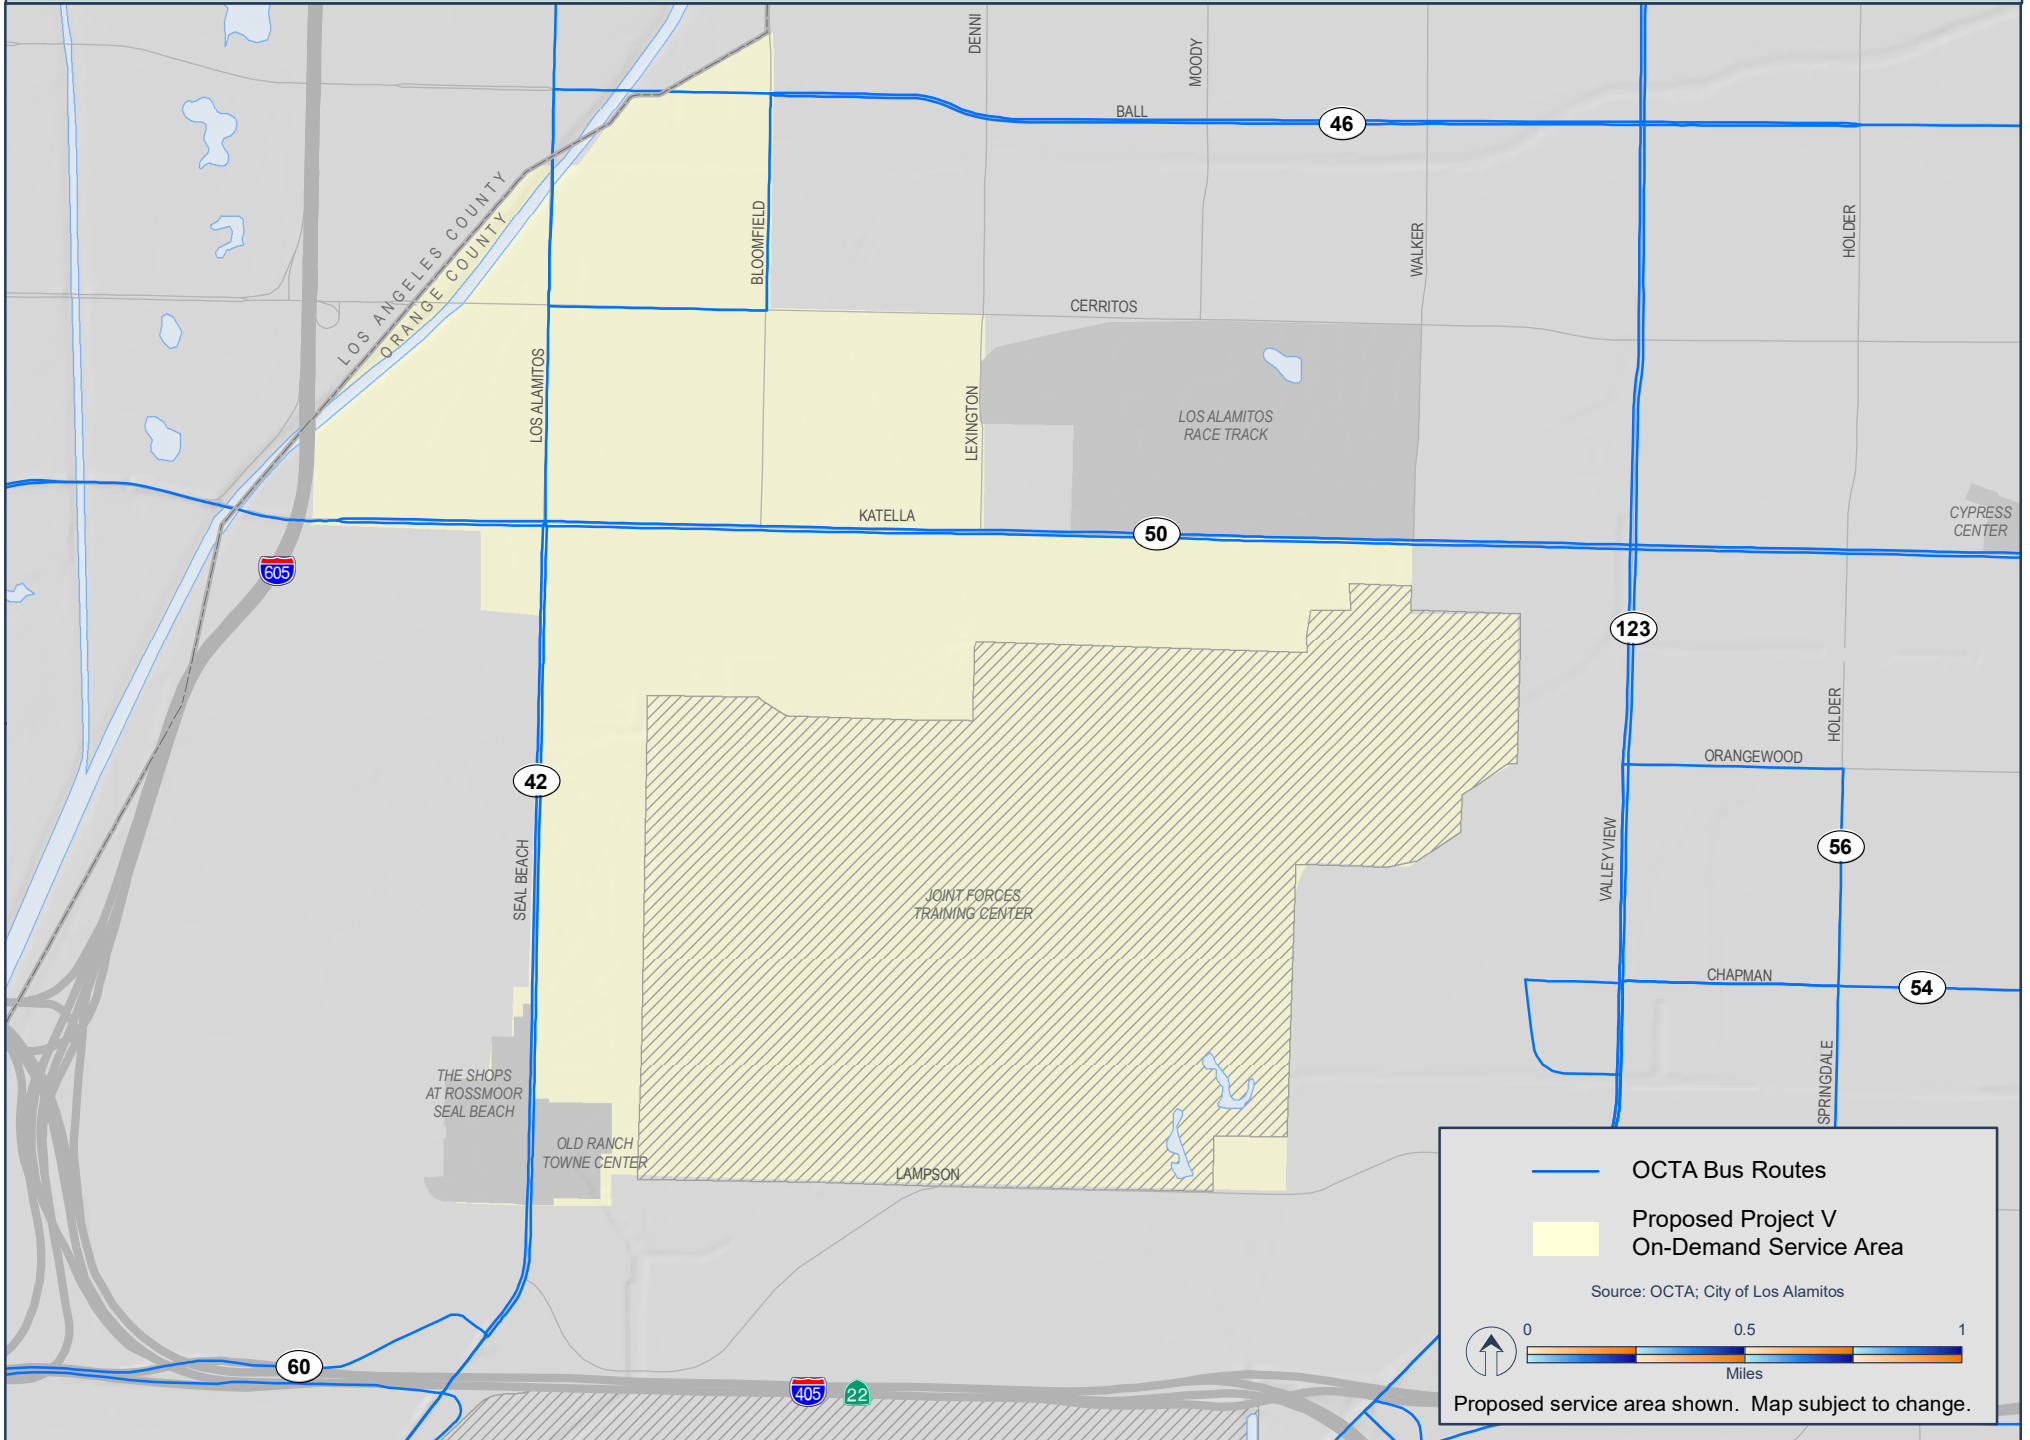 DENNI
MOODY
BALL
46
LOS ANGELES COUNTY
ORANGE COUNTY
BLOOMFIELD
WALKER
HOLDER
CERRITOS
LOS ALAMITOS
LEXINGTON
LOS ALAMITOS
RACE TRACK
KATELLA
50
CYPRESS
CENTER
605
123
HOLDER
ORANGEWOOD
42
56
SEAL BEACH
VALLEY VIEW
JOINT FORCES
TRAINING CENTER
CHAPMAN
54
THE SHOPS
AT ROSSMOOR
SEAL BEACH
SPRINGDALE
OLD RANCH
TOWNE CENTER
LAMPSON
60
405
22
OCTA Bus Routes
Proposed Project V
On-Demand Service Area
Source: OCTA; City of Los Alamitos
0 0.5 1
Miles
Proposed service area shown. Map subject to change.